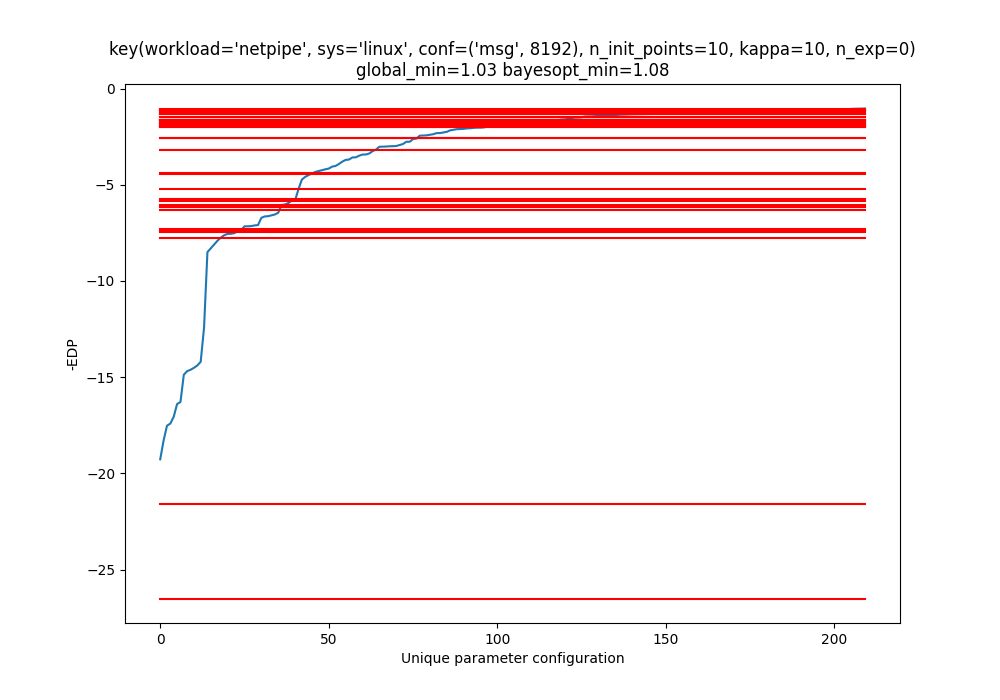 key(workload='netpipe', sys='linux', conf=('msg', 8192), n_init_points=10, kappa=10, n_exp=0)
global_min=1.03 bayesopt_min=1.08
0
−5
−10
−15
−20
−25
-EDP
0 50 100 150 200
Unique parameter configuration